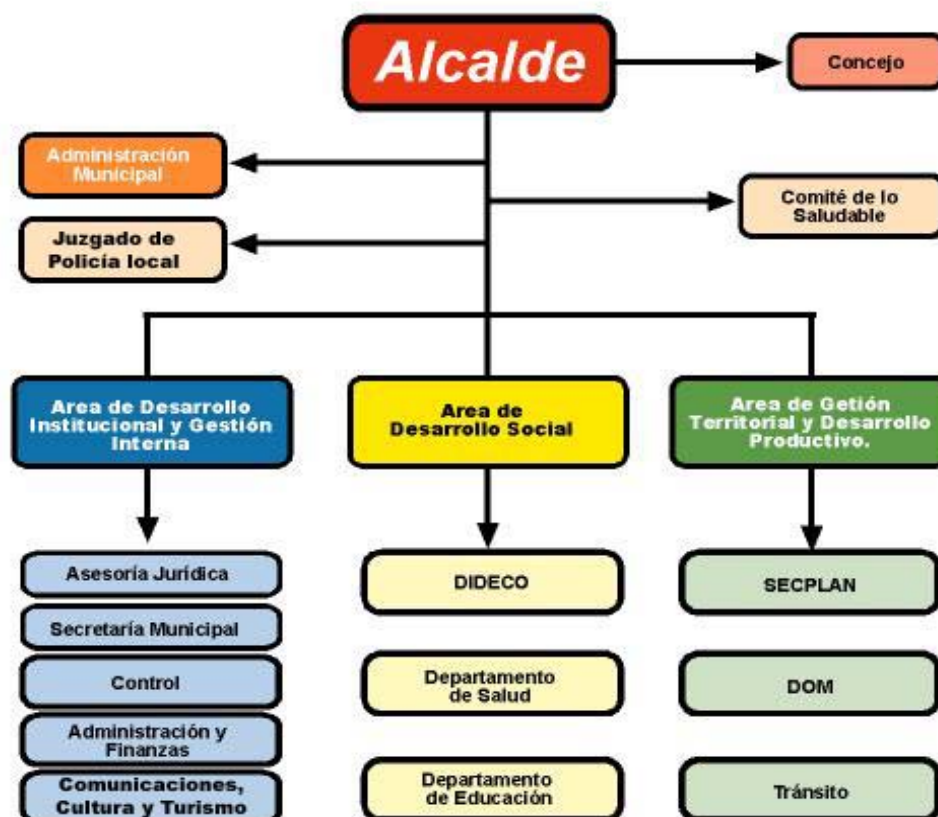 Alcalde
Concejo
Administración
Municipal
Comité de lo
Saludable
Juzgado de
Policía local
Area de Desarrollo
Institucional y Gestión
Interna
Area de
Desarrollo Social
Area de Getión
Territorial y Desarrollo
Productivo.
Asesoría Jurídica
Secretaría Municipal
Control
Administración y
Finanzas
Comunicaciones,
Cultura y Turismo
DIDECO
Departamento
de Salud
Departamento
de Educación
SECPLAN
DOM
Tránsito